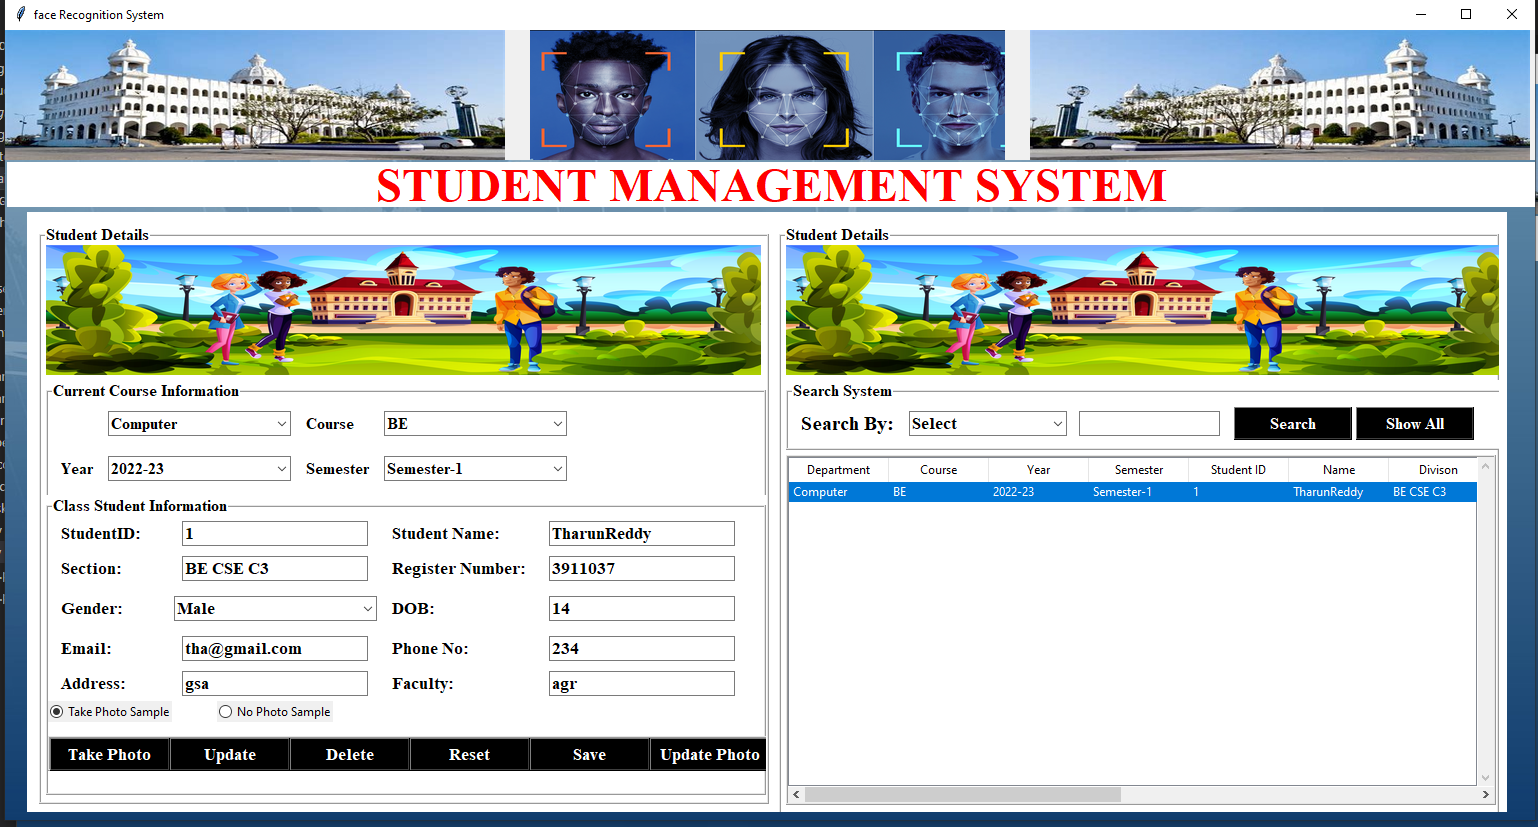 face Recognition System
STUDENT MANAGEMENT SYSTEM
Student Details
Current Course Information
Computer Course BE
Year 2022-23 Semester Semester-1
Class Student Information
StudentID: 1 Student Name: TharunReddy
Section: BE CSE C3 Register Number: 3911037
Gender: Male DOB: 14
Email: tha@gmail.com Phone No: 234
Address: gsa Faculty: agr
Take Photo Sample No Photo Sample
Take Photo Update Delete Reset Save Update Photo
Student Details
Search System
Search By: Select Search Show All
Department Course Year Semester Student ID Name Divison
Computer BE 2022-23 Semester-1 1 TharunReddy BE CSE C3